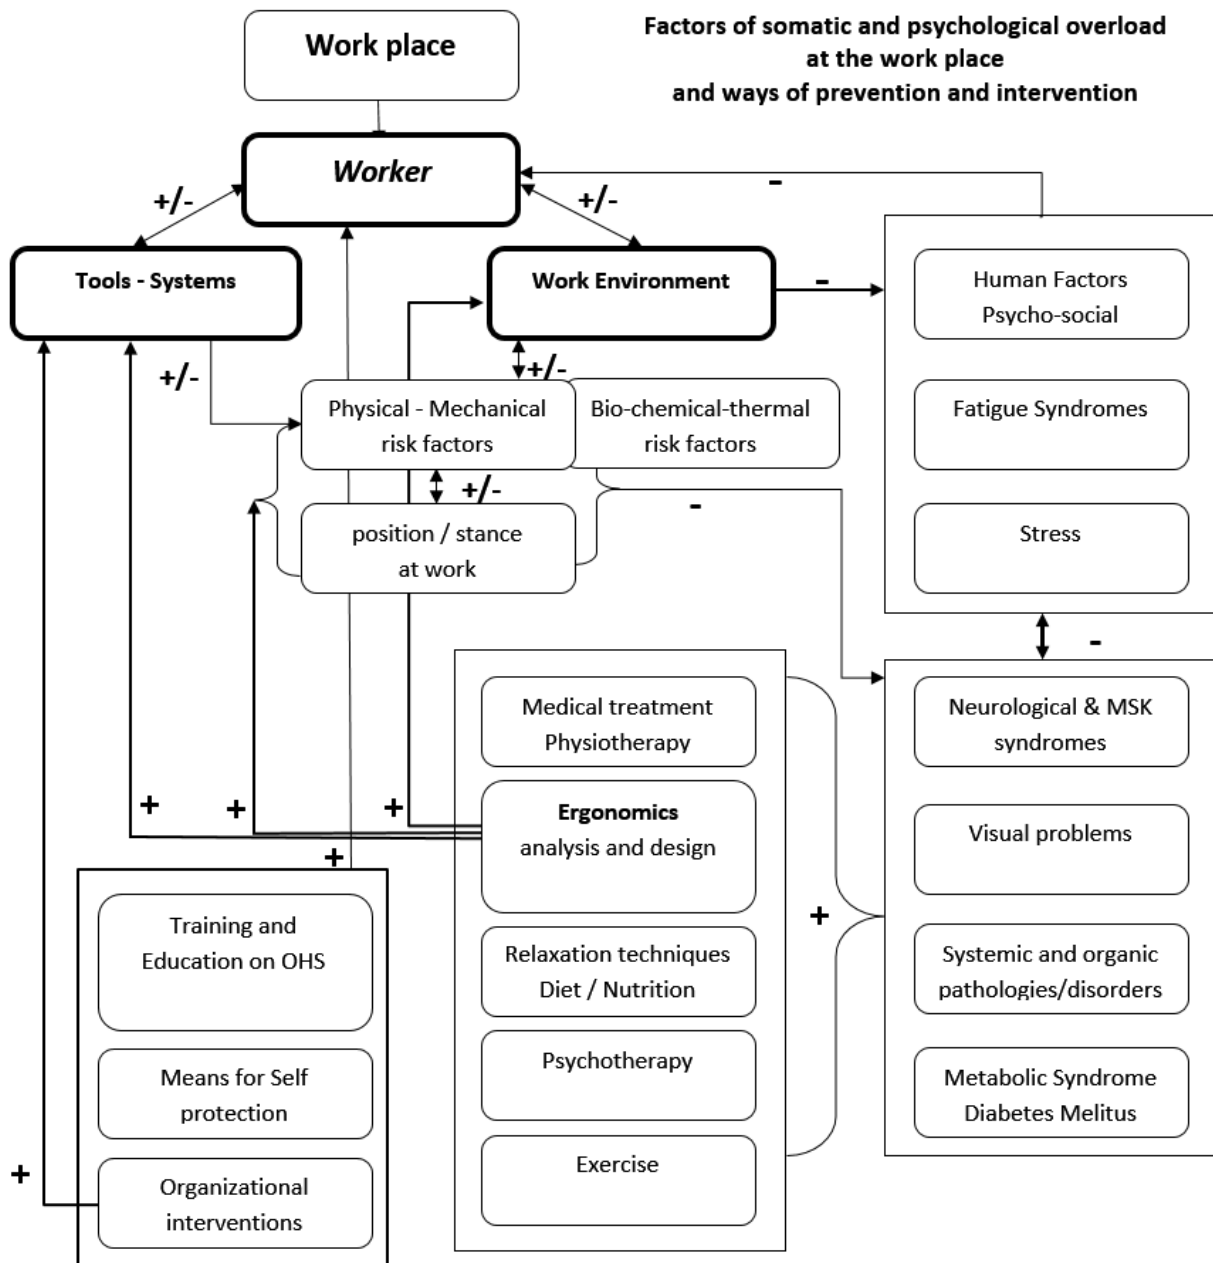 Work place
Factors of somatic and psychological overload
at the work place
and ways of prevention and intervention
Worker
-
+/-
+/-
Tools - Systems
Work Environment
-
Human Factors
Psycho-social
+/-
+/-
Physical - Mechanical
risk factors
Bio-chemical-thermal
risk factors
Fatigue Syndromes
+/-
-
position / stance
at work
Stress
-
Medical treatment
Physiotherapy
Neurological & MSK
syndromes
+
+
+
Ergonomics
analysis and design
Visual problems
+
+
Training and
Education on OHS
Relaxation techniques
Diet / Nutrition
Systemic and organic
pathologies/disorders
Means for Self
protection
Psychotherapy
Metabolic Syndrome
Diabetes Melitus
+
Organizational
interventions
Exercise